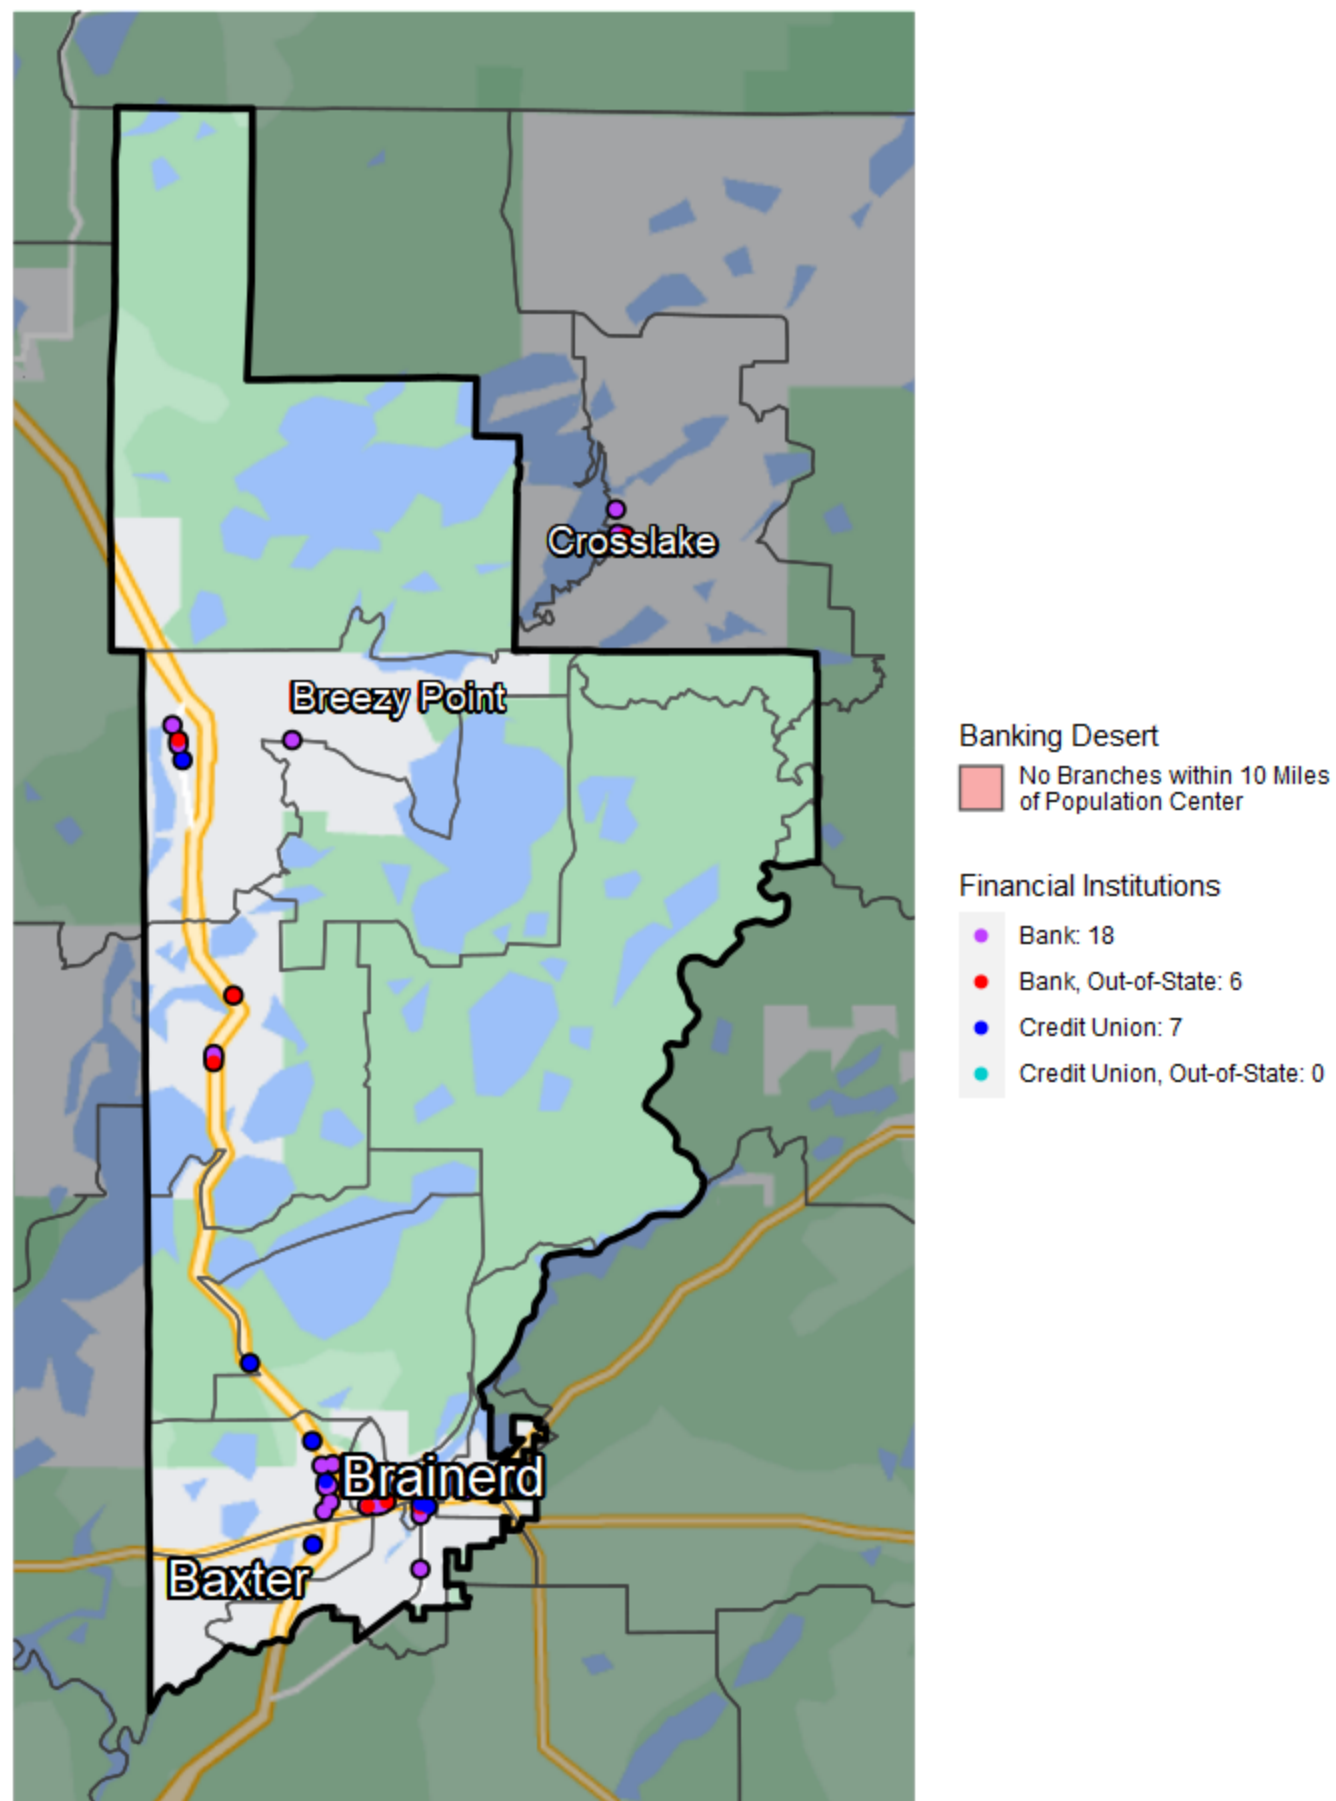 Crosslake
Breezy Point
Brainerd
Baxter
Banking Desert
No Branches within 10 Miles
of Population Center
Financial Institutions
Bank: 18
Bank, Out-of-State: 6
Credit Union: 7
Credit Union, Out-of-State: 0